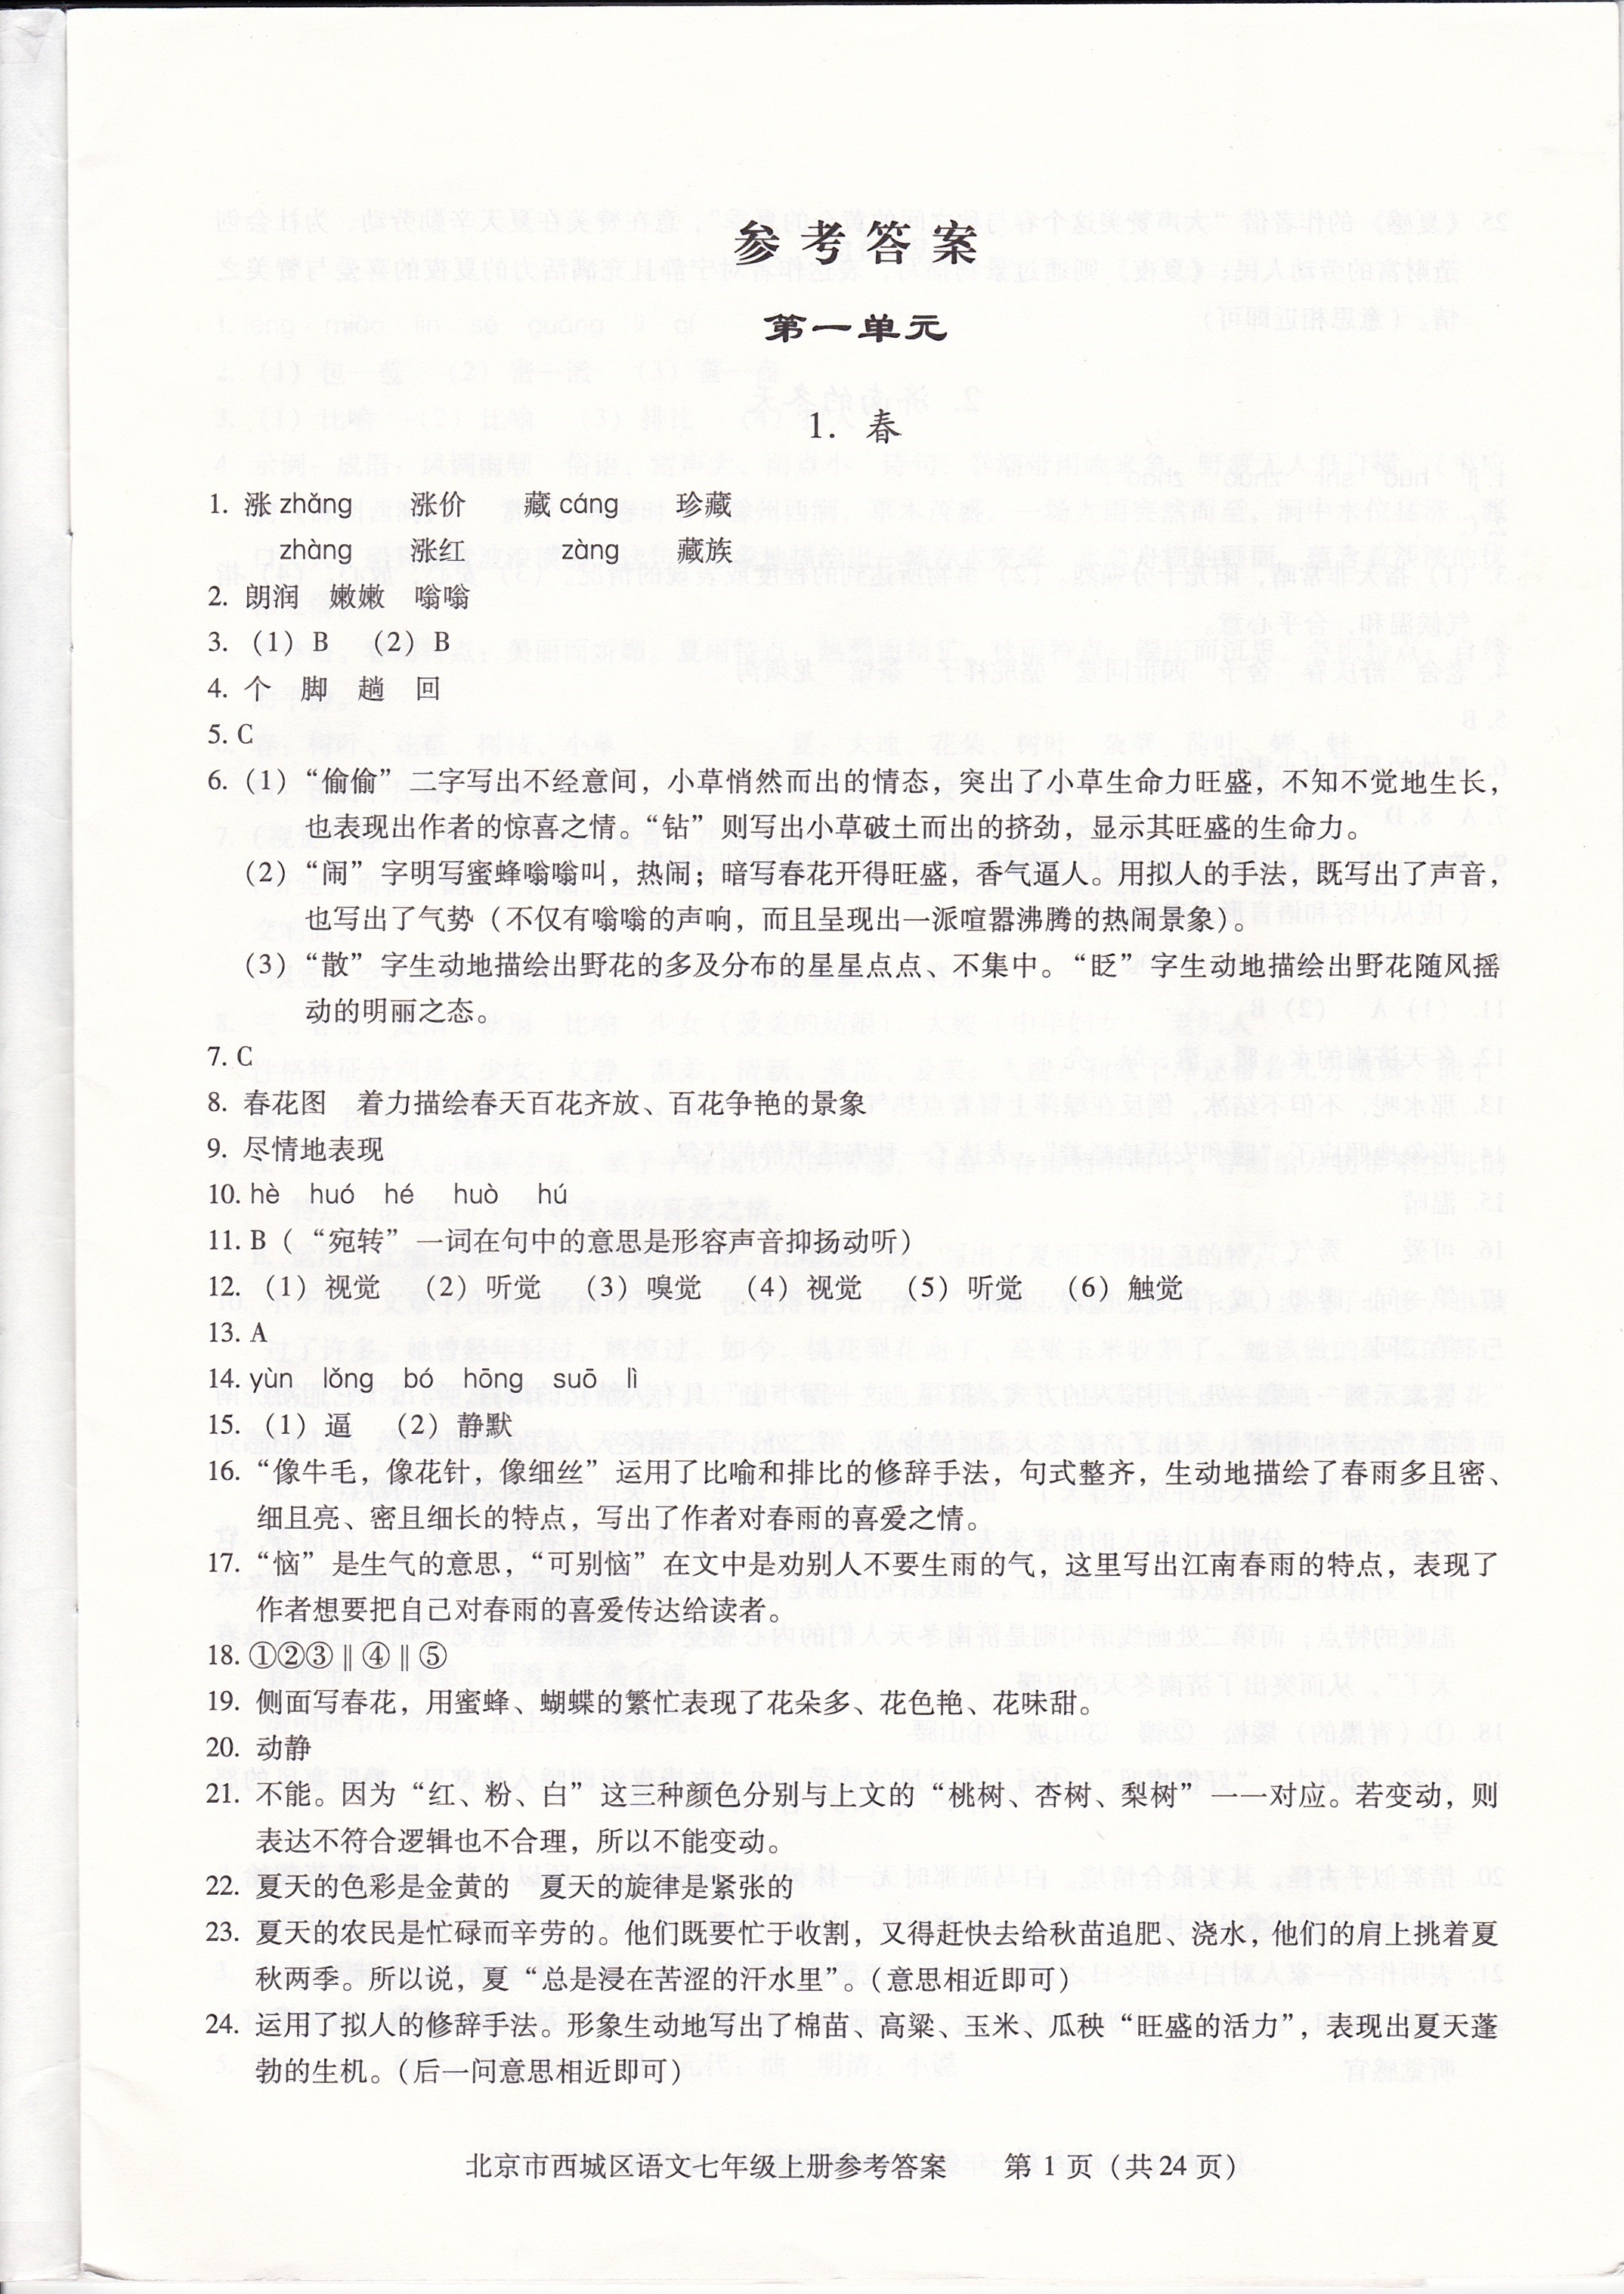 参考答案
第一单元
1. 春
1. 涨 zhǎng 涨价 藏 cáng 珍藏
zhàng 涨红 zàng 藏族
2. 朗润 嫩嫩 嗡嗡
3. （1）B （2）B
4. 个 脚 趟 回
5. C
6. （1）“偷偷”二字写出不经意间，小草悄然而出的情态，突出了小草生命力旺盛，不知不觉地生长，
也表现出作者的惊喜之情。“钻”则写出小草破土而出的挤劲，显示其旺盛的生命力。
（2）“闹”字明写蜜蜂嗡嗡叫，热闹；暗写春花开得旺盛，香气逼人。用拟人的手法，既写出了声音，
也写出了气势（不仅有嗡嗡的声响，而且呈现出一派喧嚣沸腾的热闹景象）。
（3）“散”字生动地描绘出野花的多及分布的星星点点、不集中。“眨”字生动地描绘出野花随风摇
动的明丽之态。
7. C
8. 春花图 着力描绘春天百花齐放、百花争艳的景象
9. 尽情地表现
10. hè huó hé huò hú
11. B（“宛转”一词在句中的意思是形容声音抑扬动听）
12. （1）视觉 （2）听觉 （3）嗅觉 （4）视觉 （5）听觉 （6）触觉
13. A
14. yùn lǒng bó hōng suō lì
15. （1）逼 （2）静默
16. “像牛毛，像花针，像细丝”运用了比喻和排比的修辞手法，句式整齐，生动地描绘了春雨多且密、
细且亮、密且细长的特点，写出了作者对春雨的喜爱之情。
17. “恼”是生气的意思，“可别恼”在文中是劝别人不要生雨的气，这里写出江南春雨的特点，表现了
作者想要把自己对春雨的喜爱传达给读者。
18. ①②③‖④‖⑤
19. 侧面写春花，用蜜蜂、蝴蝶的繁忙表现了花朵多、花色艳、花味甜。
20. 动静
21. 不能。因为“红、粉、白”这三种颜色分别与上文的“桃树、杏树、梨树”一一对应。若变动，则
表达不符合逻辑也不合理，所以不能变动。
22. 夏天的色彩是金黄的 夏天的旋律是紧张的
23. 夏天的农民是忙碌而辛劳的。他们既要忙于收割，又得赶快去给秋苗追肥、浇水，他们的肩上挑着夏
秋两季。所以说，夏“总是浸在苦涩的汗水里”。（意思相近即可）
24. 运用了拟人的修辞手法。形象生动地写出了棉苗、高粱、玉米、瓜秧“旺盛的活力”，表现出夏天蓬
勃的生机。（后一问意思相近即可）
北京市西城区语文七年级上册参考答案 第 1 页（共 24 页）